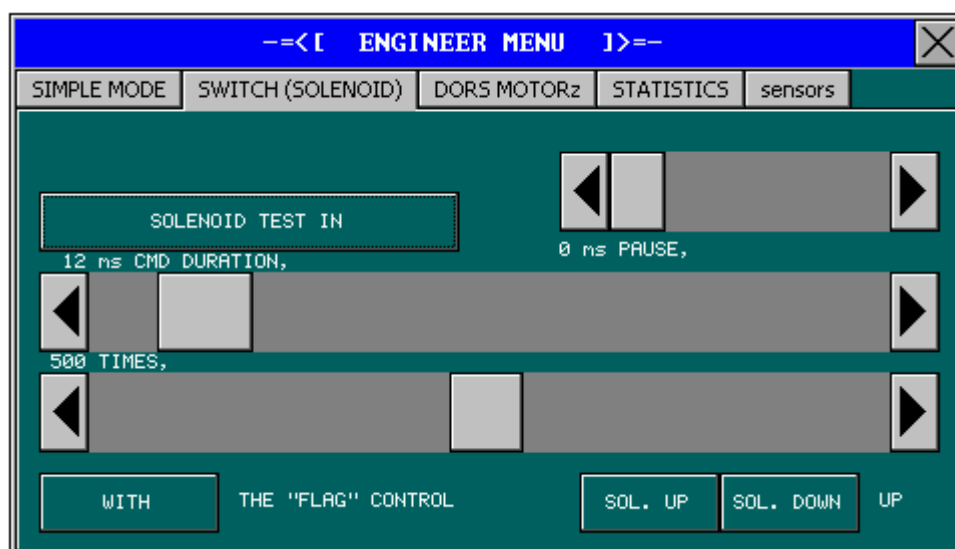 -=<[ ENGINEER MENU ]>=-
SIMPLE MODE SWITCH (SOLENOID) DORS MOTORz STATISTICS sensors
SOLENOID TEST IN
0 ms PAUSE,
12 ms CMD DURATION,
500 TIMES,
WITH THE "FLAG" CONTROL SOL. UP SOL. DOWN UP